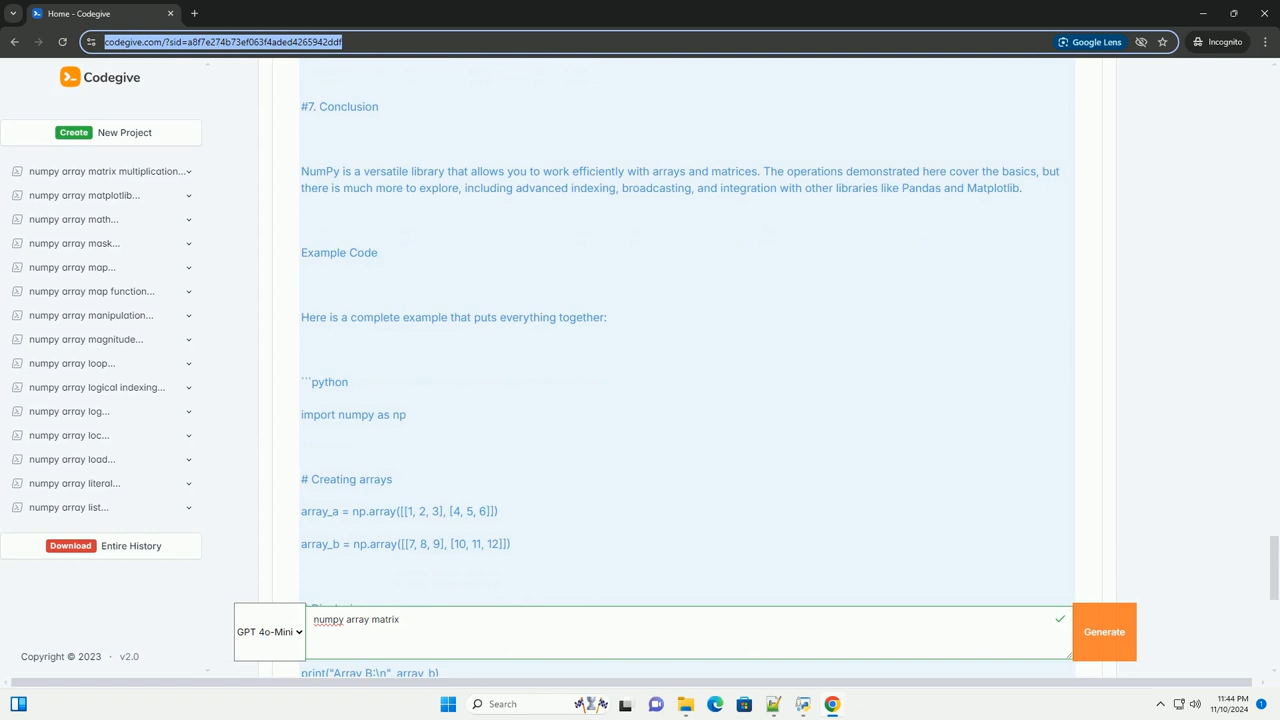 Home - Codegive
codegive.com/?sid=a8f7e274b73ef063f4aded4265942ddf
Google Lens
Incognito
Codegive
Create New Project
numpy array matrix multiplication...
numpy array matplotlib...
numpy array math...
numpy array mask...
numpy array map...
numpy array map function...
numpy array manipulation...
numpy array magnitude...
numpy array loop...
numpy array logical indexing...
numpy array log...
numpy array loc...
numpy array load...
numpy array literal...
numpy array list...
Download Entire History
Copyright © 2023 · v2.0
#7. Conclusion
NumPy is a versatile library that allows you to work efficiently with arrays and matrices. The operations demonstrated here cover the basics, but
there is much more to explore, including advanced indexing, broadcasting, and integration with other libraries like Pandas and Matplotlib.
Example Code
Here is a complete example that puts everything together:
```python
import numpy as np
# Creating arrays
array_a = np.array([[1, 2, 3], [4, 5, 6]])
array_b = np.array([[7, 8, 9], [10, 11, 12]])
print("Array B:\n", array_b)
GPT 4o-Mini
numpy array matrix
Generate
Search
11:44 PM
11/10/2024